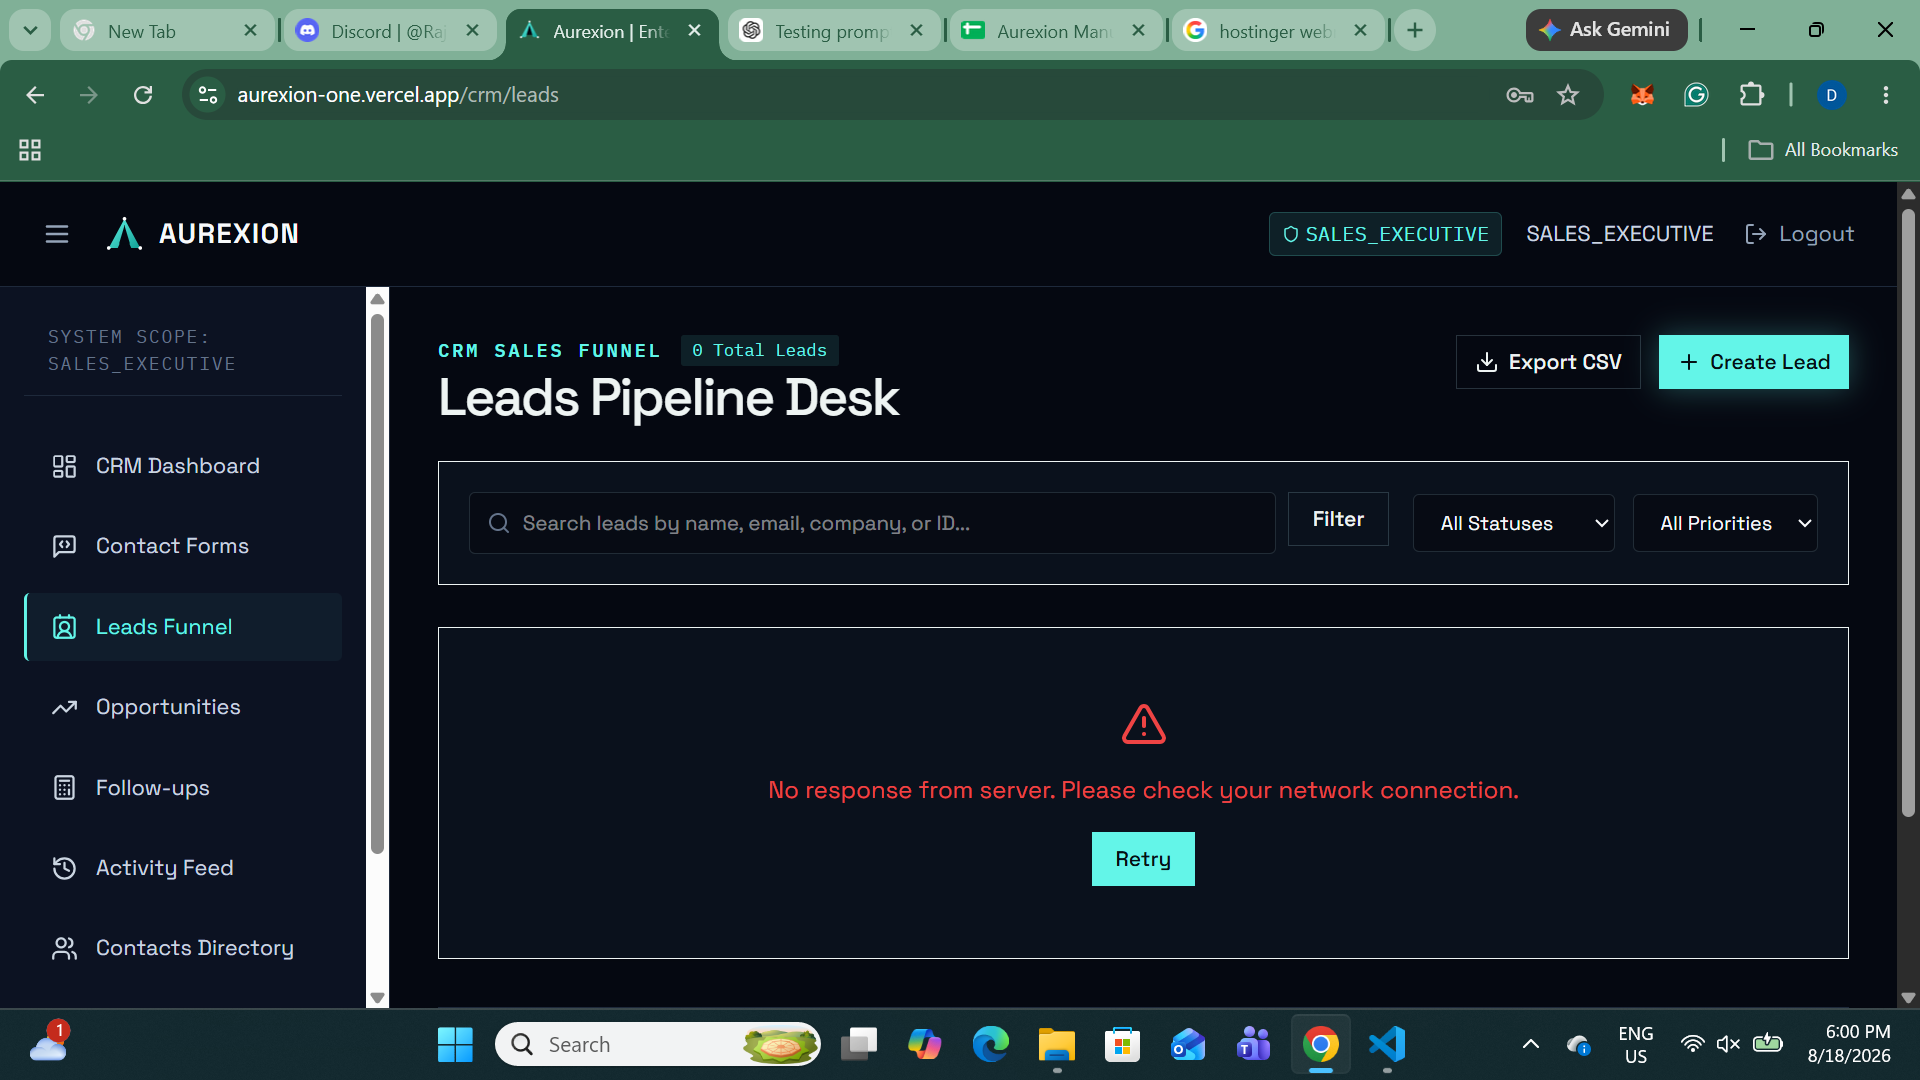 New Tab
Discord | @Raj
Aurexion | Ente
Testing promp
Aurexion Man
hostinger web
Ask Gemini
aurexion-one.vercel.app/crm/leads
D
All Bookmarks
AUREXION
SALES_EXECUTIVE
SALES_EXECUTIVE
Logout
SYSTEM SCOPE:
SALES_EXECUTIVE
CRM Dashboard
Contact Forms
Leads Funnel
Opportunities
Follow-ups
Activity Feed
Contacts Directory
CRM SALES FUNNEL
0 Total Leads
Leads Pipeline Desk
Export CSV
Create Lead
Search leads by name, email, company, or ID...
Filter
All Statuses
All Priorities
No response from server. Please check your network connection.
Retry
1
Search
ENG
US
6:00 PM
8/18/2026